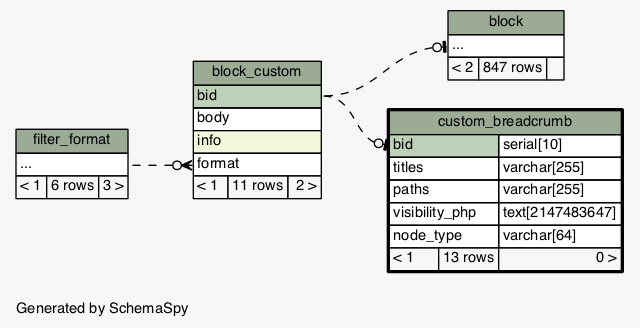 block
...
< 2 847 rows
block_custom
bid
body
info
format
< 1 11 rows 2 >
filter_format
...
< 1 6 rows 3 >
custom_breadcrumb
bid serial[10]
titles varchar[255]
paths varchar[255]
visibility_php text[2147483647]
node_type varchar[64]
< 1 13 rows 0 >
Generated by SchemaSpy